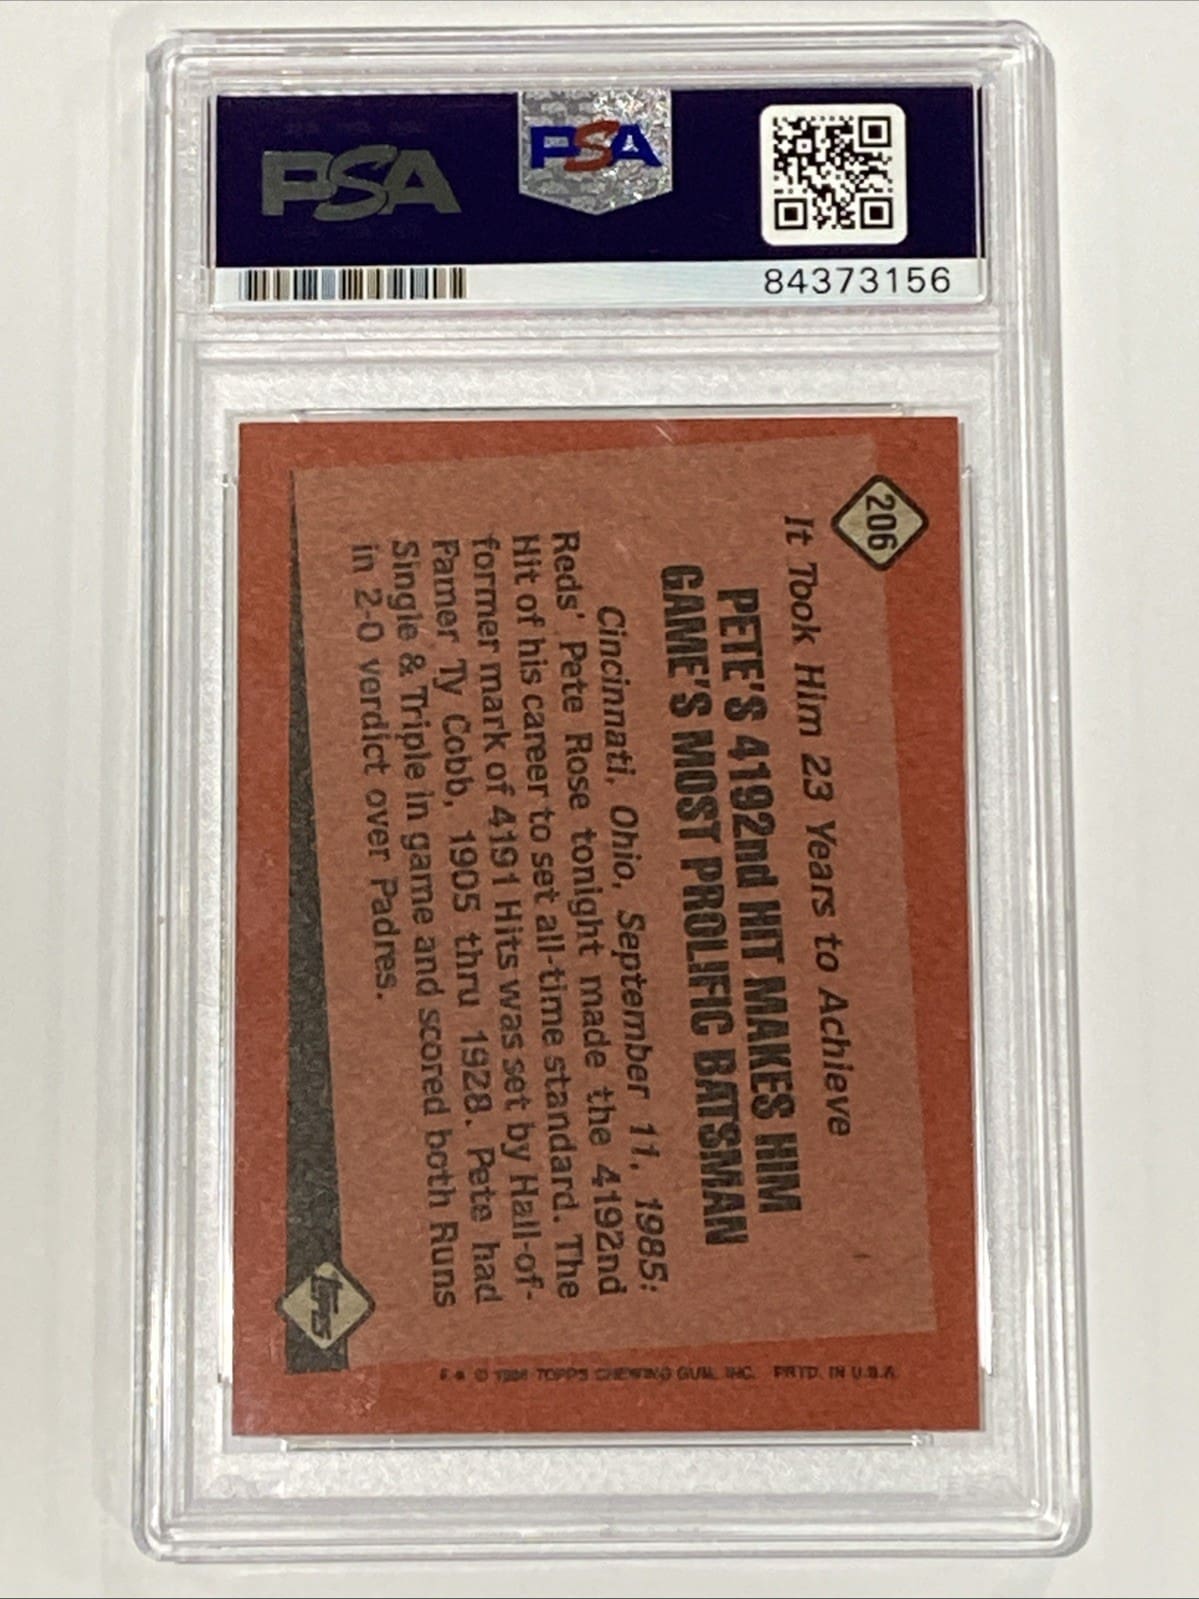 PSA
PSA
84373156
206
It Took Him 23 Years to Achieve
PETE'S 4192nd HIT MAKES HIM
GAME'S MOST PROLIFIC BATSMAN
Cincinnati, Ohio, September 11, 1985:
Reds' Pete Rose tonight made the 4192nd
Hit of his career to set all-time standard. The
former mark of 4191 Hits was set by Hall-of-
Famer Ty Cobb, 1905 thru 1928. Pete had
Single & Triple in game and scored both Runs
in 2-0 verdict over Padres.
topps
© 1986 TOPPS CHEWING GUM, INC. PRTD. IN U.S.A.